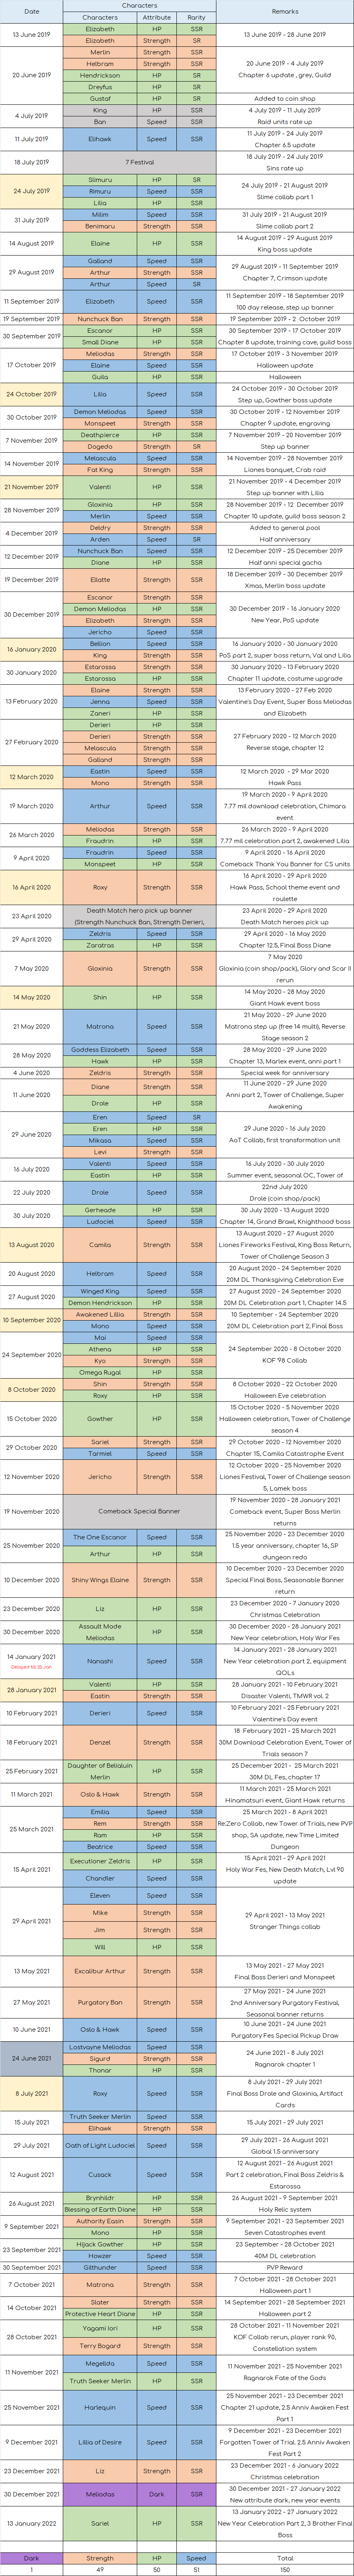 Date Characters Remarks
Characters Attribute Rarity
13 June 2019 Elizabeth HP SSR 13 June 2019 - 28 June 2019
Elizabeth Strength SR
20 June 2019 Merlin Strength SSR 20 June 2019 - 4 July 2019
Helbram Strength SSR Chapter 6 update , grey, Guild
Hendrickson HP SR
Dreyfus HP SR
Gustaf HP SR Added to coin shop
4 July 2019 King HP SSR 4 July 2019 - 11 July 2019
Ban Speed SSR Raid units rate up
11 July 2019 Elihawk Speed SSR 11 July 2019 - 24 July 2019
Chapter 6.5 update
18 July 2019 7 Festival 18 July 2019 - 24 July 2019
Sins rate up
24 July 2019 Slimuru HP SR 24 July 2019 - 21 August 2019
Rimuru Speed SSR Slime collab part 1
Lilia HP SSR
31 July 2019 Milim Speed SSR 31 July 2019 - 21 August 2019
Benimaru Strength SSR Slime collab part 2
14 August 2019 Elaine HP SSR 14 August 2019 - 29 August 2019
King boss update
29 August 2019 Galland Speed SSR 29 August 2019 - 11 September 2019
Arthur Strength SSR Chapter 7, Crimson update
Arthur Speed SR
11 September 2019 Elizabeth Speed SSR 11 September 2019 - 18 September 2019
100 day release, step up banner
19 September 2019 Nunchuck Ban Strength SSR 19 September 2019 - 2 October 2019
30 September 2019 Escanor HP SSR 30 September 2019 - 17 October 2019
Small Diane HP SSR Chapter 8 update, training cave, guild boss
17 October 2019 Meliodas Strength SSR 17 October 2019 - 3 November 2019
Elaine Speed SSR Halloween update
Guila HP SSR Halloween
24 October 2019 Lilia Speed SSR 24 October 2019 - 30 October 2019
Step up, Gowther boss update
30 October 2019 Demon Meliodas Speed SSR 30 October 2019 - 12 November 2019
Monspeet Strength SSR Chapter 9 update, engraving
7 November 2019 Deathpierce HP SSR 7 November 2019 - 20 November 2019
Dogedo Strength SR Step up banner
14 November 2019 Melascula Speed SSR 14 November 2019 - 28 November 2019
Fat King Strength SSR Liones banquet, Crab raid
21 November 2019 Valenti HP SSR 21 November 2019 - 4 December 2019
Step up banner with Lilia
28 November 2019 Gloxinia HP SSR 28 November 2019 - 12 December 2019
Merlin Speed SSR Chapter 10 update, guild boss season 2
4 December 2019 Deldry Strength SSR Added to general pool
Arden Speed SR Half anniversary
12 December 2019 Nunchuck Ban Speed SSR 12 December 2019 - 25 December 2019
Diane HP SSR Half anni special gacha
19 December 2019 Ellatte Strength SSR 18 December 2019 - 30 December 2019
Xmas, Merlin boss update
30 December 2019 Escanor Strength SSR 30 December 2019 - 16 January 2020
Demon Meliodas HP SSR New Year, PoS update
Elizabeth Strength SSR
Jericho Speed SSR
16 January 2020 Bellion Speed SSR 16 January 2020 - 30 January 2020
King Strength SSR PoS part 2, super boss return, Val and Lilia
30 January 2020 Estarossa Strength SSR 30 January 2020 - 13 February 2020
Estarossa HP SSR Chapter 11 update, costume upgrade
13 February 2020 Elaine Strength SSR 13 February 2020 - 27 Feb 2020
Jenna Speed SSR Valentine's Day Event, Super Boss Meliodas
Zaneri HP SSR and Elizabeth
27 February 2020 Derieri HP SSR 27 February 2020 - 12 March 2020
Derieri Strength SSR Reverse stage, chapter 12
Melascula Strength SSR
Galland Strength SSR
12 March 2020 Eastin Speed SSR 12 March 2020 - 29 Mar 2020
Mono Strength SSR Hawk Pass
19 March 2020 Arthur Speed SSR 19 March 2020 - 9 April 2020
7.77 mil download celebration, Chimara
event
26 March 2020 Meliodas Strength SSR 26 March 2020 - 9 April 2020
Fraudrin HP SSR 7.77 mil celebration part 2, awakened Lilia
9 April 2020 Fraudrin Speed SSR 9 April 2020 - 16 April 2020
Monspeet HP SSR Comeback Thank You Banner for CS units
16 April 2020 Roxy Strength SSR 16 April 2020 - 29 April 2020
Hawk Pass, School theme event and
roulette
23 April 2020 Death Match hero pick up banner 23 April 2020 - 29 April 2020
(Strength Nunchuck Ban, Strength Derieri, Death Match heroes pick up
29 April 2020 Zeldris Speed SSR 29 April 2020 - 16 May 2020
Zaratras HP SSR Chapter 12.5, Final Boss Diane
7 May 2020 Gloxinia Strength SSR 7 May 2020
Gloxinia (coin shop/pack), Glory and Scar II
rerun
14 May 2020 Shin HP SSR 14 May 2020 - 28 May 2020
Giant Hawk event boss
21 May 2020 Matrona Speed SSR 21 May 2020 - 29 June 2020
Matrona step up (free 14 multi), Reverse
Stage season 2
28 May 2020 Goddess Elizabeth Speed SSR 28 May 2020 - 29 June 2020
Hawk HP SSR Chapter 13, Marlex event, anni part 1
4 June 2020 Zeldris Strength SSR Special week for anniversary
11 June 2020 Diane Strength SSR 11 June 2020 - 29 June 2020
Drole HP SSR Anni part 2, Tower of Challenge, Super
Awakening
29 June 2020 Eren Speed SR 29 June 2020 - 16 July 2020
Eren HP SSR AoT Collab, first transformation unit
Mikasa Speed SSR
Levi Strength SSR
16 July 2020 Valenti Speed SSR 16 July 2020 - 30 July 2020
Eastin HP SSR Summer event, seasonal OC, Tower of
22 July 2020 Drole Speed SSR 22nd July 2020
Drole (coin shop/pack)
30 July 2020 Gerheade HP SSR 30 July 2020 - 13 August 2020
Ludociel Speed SSR Chapter 14, Grand Brawl, Knighthood boss
13 August 2020 Camila Strength SSR 13 August 2020 - 27 August 2020
Liones Fireworks Festival, King Boss Return,
Tower of Challenge Season 3
20 August 2020 Helbram Speed SSR 20 August 2020 - 24 September 2020
20M DL Thanksgiving Celebration Eve
27 August 2020 Winged King Speed SSR 27 August 2020 - 24 September 2020
Demon Hendrickson HP SSR 20M DL Celebration part 1, Chapter 14.5
10 September 2020 Awakened Lillia Strength SSR 10 September - 24 September 2020
Mono Speed SSR 20M DL Celebration part 2, Final Boss
24 September 2020 Mai Speed SSR 24 September 2020 - 8 October 2020
Athena HP SSR KOF 98 Collab
Kyo Strength SSR
Omega Rugal HP SSR
8 October 2020 Shin Strength SSR 8 October 2020 - 22 October 2020
Roxy HP SSR Halloween Eve celebration
15 October 2020 Gowther HP SSR 15 October 2020 - 5 November 2020
Halloween celebration, Tower of Challenge
season 4
29 October 2020 Sariel Strength SSR 29 October 2020 - 12 November 2020
Tarmiel Speed SSR Chapter 15, Camila Catastrophe Event
12 November 2020 Jericho Strength SSR 12 October 2020 - 25 November 2020
Liones Festival, Tower of Challenge season
5, Lamek boss
19 November 2020 Comeback Special Banner 19 November 2020 - 28 January 2021
Comeback event, Super Boss Merlin
returns
25 November 2020 The One Escanor Speed SSR 25 November 2020 - 23 December 2020
Arthur HP SSR 1.5 year anniversary, chapter 16, SP
dungeon redo
10 December 2020 Shiny Wings Elaine Strength SSR 10 December 2020 - 23 December 2020
Special Final Boss, Seasonable Banner
return
23 December 2020 Liz HP SSR 23 December 2020 - 7 January 2020
Christmas Celebration
30 December 2020 Assault Mode Meliodas HP SSR 30 December 2020 - 28 January 2021
New Year celebration, Holy War Fes
14 January 2021 Nanashi Speed SSR 14 January 2021 - 28 January 2021
Delayed till 20 Jan New Year celebration part 2, equipment
QOLs
28 January 2021 Valenti HP SSR 28 January 2021 - 10 February 2021
Eastin Strength SSR Disaster Valenti, TMWR vol. 2
10 February 2021 Derieri Speed SSR 10 February 2021 - 25 February 2021
Valentine's Day event
18 February 2021 Denzel Strength SSR 18 February 2021 - 25 March 2021
30M Download Celebration Event, Tower of
Trials season 7
25 February 2021 Daughter of Belialuin Merlin HP SSR 25 December 2021 - 25 March 2021
30M DL Fes, chapter 17
11 March 2021 Oslo & Hawk Strength SSR 11 March 2021 - 25 March 2021
Hinamatsuri event, Giant Hawk returns
25 March 2021 Emilia Speed SSR 25 March 2021 - 8 April 2021
Rem Strength SSR Re:Zero Collab, new Tower of Trials, new PVP
Ram HP SSR shop, SA update, new Time Limited
Beatrice Speed SSR Dungeon
15 April 2021 Executioner Zeldris HP SSR 15 April 2021 - 29 April 2021
Chandler Speed SSR Holy War Fes, New Death Match, Lvl 90
update
29 April 2021 Eleven Speed SSR 29 April 2021 - 13 May 2021
Mike Strength SSR Stranger Things collab
Jim Strength SSR
Will HP SSR
13 May 2021 Excalibur Arthur Strength SSR 13 May 2021 - 27 May 2021
Final Boss Derieri and Monspeet
27 May 2021 Purgatory Ban Strength SSR 27 May 2021 - 24 June 2021
2nd Anniversary Purgatory Festival,
Seasonal banner returns
10 June 2021 Oslo & Hawk Speed SSR 10 June 2021 - 24 June 2021
Purgatory Fes Special Pickup Draw
24 June 2021 Lostvayne Meliodas Speed SSR 24 June 2021 - 8 July 2021
Sigurd Strength SSR Ragnarok chapter 1
Thonar HP SSR
8 July 2021 Roxy Speed SSR 8 July 2021 - 29 July 2021
Final Boss Drole and Gloxinia, Artifact
Cards
15 July 2021 Truth Seeker Merlin Speed SSR 15 July 2021 - 29 July 2021
Elihawk Strength SSR
29 July 2021 Oath of Light Ludociel Speed SSR 29 July 2021 - 26 August 2021
Global 1.5 anniversary
12 August 2021 Cusack Speed SSR 12 August 2021 - 26 August 2021
Part 2 celebration, Final Boss Zeldris &
Estarossa
26 August 2021 Brynhildr HP SSR 26 August 2021 - 9 September 2021
Blessing of Earth Diane HP SSR Holy Relic system
9 September 2021 Authority Easin Strength SSR 9 September 2021 - 23 September 2021
Mono HP SSR Seven Catastrophes event
23 September 2021 Hijack Gowther HP SSR 23 September - 28 October 2021
Howzer Speed SSR 40M DL celebration
30 September 2021 Gilthunder Speed SSR PVP Reward
7 October 2021 Matrona Strength SSR 7 October 2021 - 28 October 2021
Halloween part 1
14 October 2021 Slater Strength SSR 14 September 2021 - 28 September 2021
Protective Heart Diane HP SSR Halloween part 2
28 October 2021 Yagami Iori HP SSR 28 October 2021 - 11 November 2021
Terry Bogard Strength SSR KOF Collab rerun, player rank 90,
Constellation system
11 November 2021 Megellda Speed SSR 11 November 2021 - 25 November 2021
Truth Seeker Merlin HP SSR Ragnarok Fate of the Gods
25 November 2021 Harlequin Speed SSR 25 November 2021 - 23 December 2021
Chapter 21 update, 2.5 Anniv Awaken Fest
Part 1
9 December 2021 Lillia of Desire Speed SSR 9 December 2021 - 23 December 2021
Forgotten Tower of Trial, 2.5 Anniv Awaken
Fest Part 2
23 December 2021 Liz Strength SSR 23 December 2021 - 6 January 2022
Christmas celebration
30 December 2021 Meliodas Dark SSR 30 December 2021 - 27 January 2022
New attribute dark, new year events
13 January 2022 Sariel HP SSR 13 January 2022 - 27 January 2022
New Year Celebration Part 2, 3 Brother Final
Boss
Dark Strength HP Speed Total
1 49 50 51 150